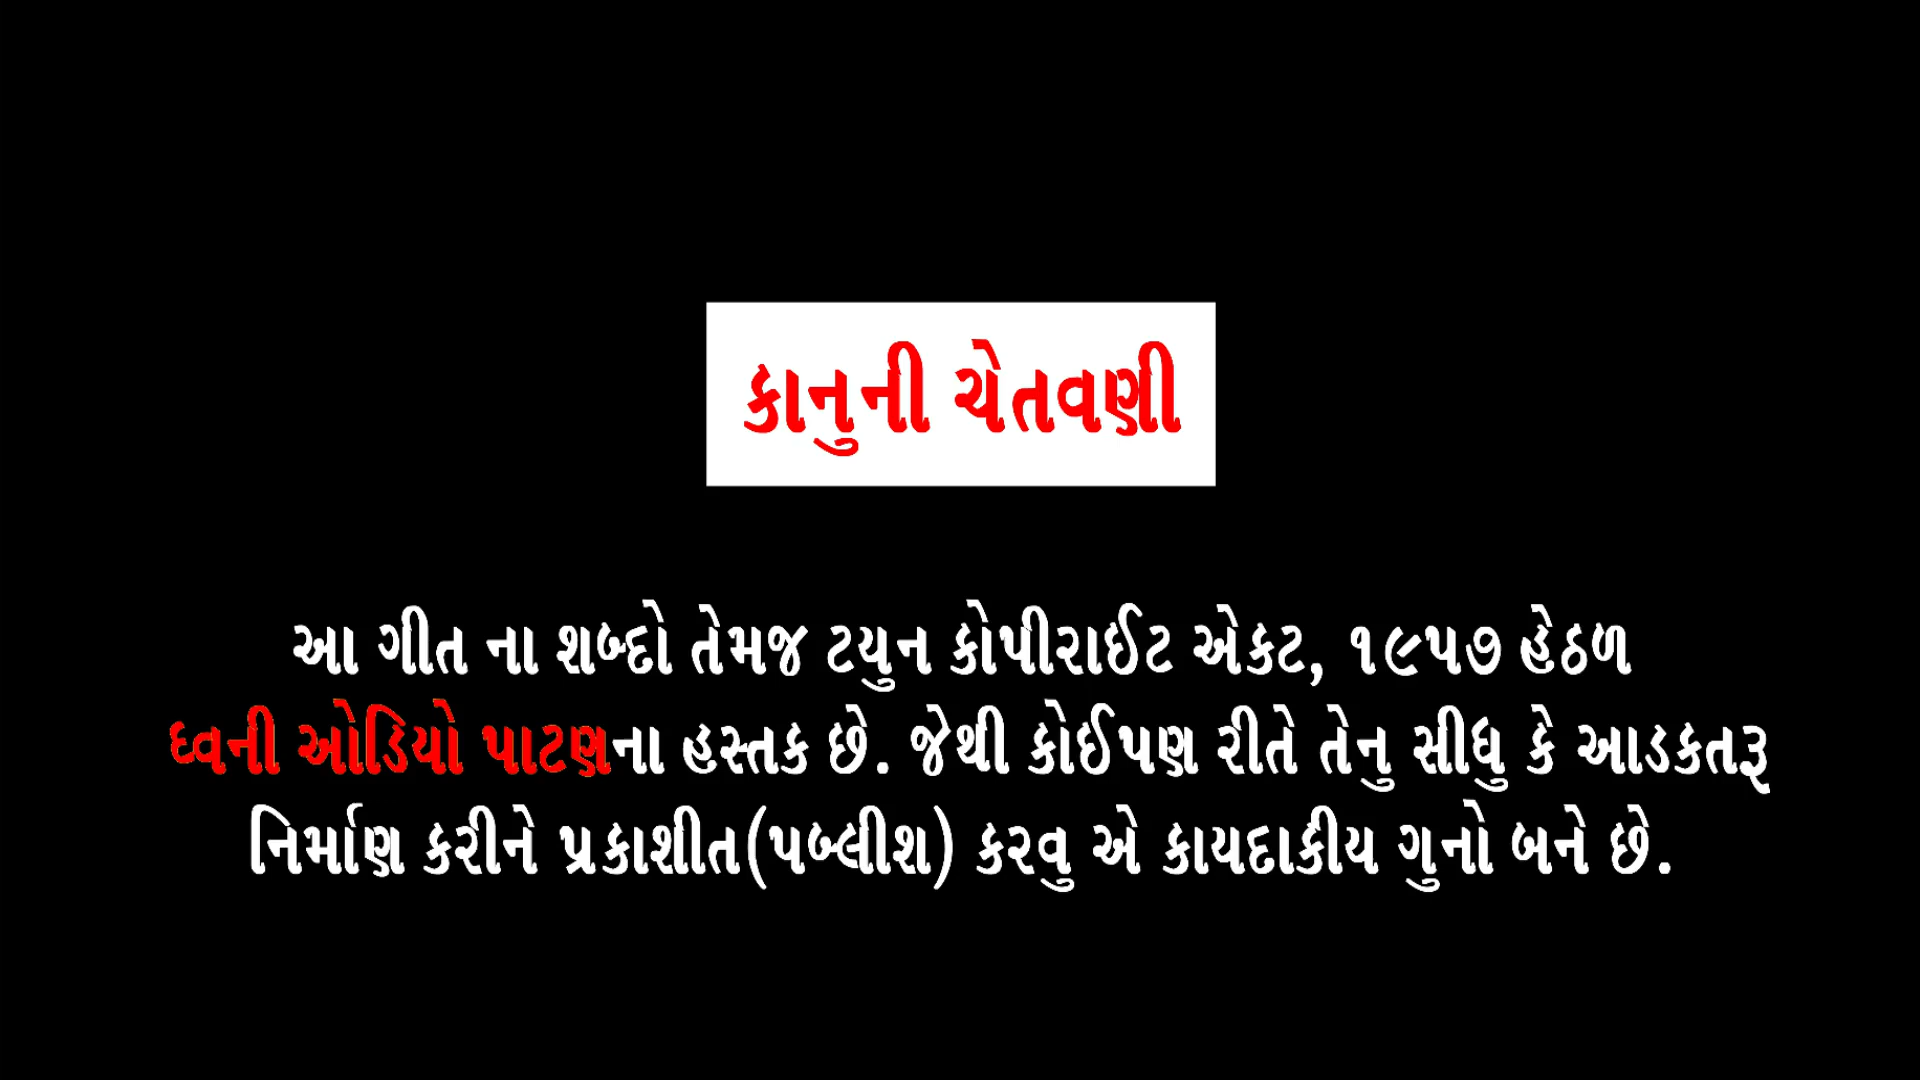 કાનુની ચેતવણી
આ ગીત ના શબ્દો તેમજ ટયુન કોપીરાઈટ એકટ, ૧૯૫૭ હેઠળ
ધ્વની ઓડિયો પાટણના હસ્તક છે. જેથી કોઈપણ રીતે તેનુ સીધુ કે આડકતરૂ
નિર્માણ કરીને પ્રકાશીત(પબ્લીશ) કરવુ એ કાયદાકીય ગુનો બને છે.